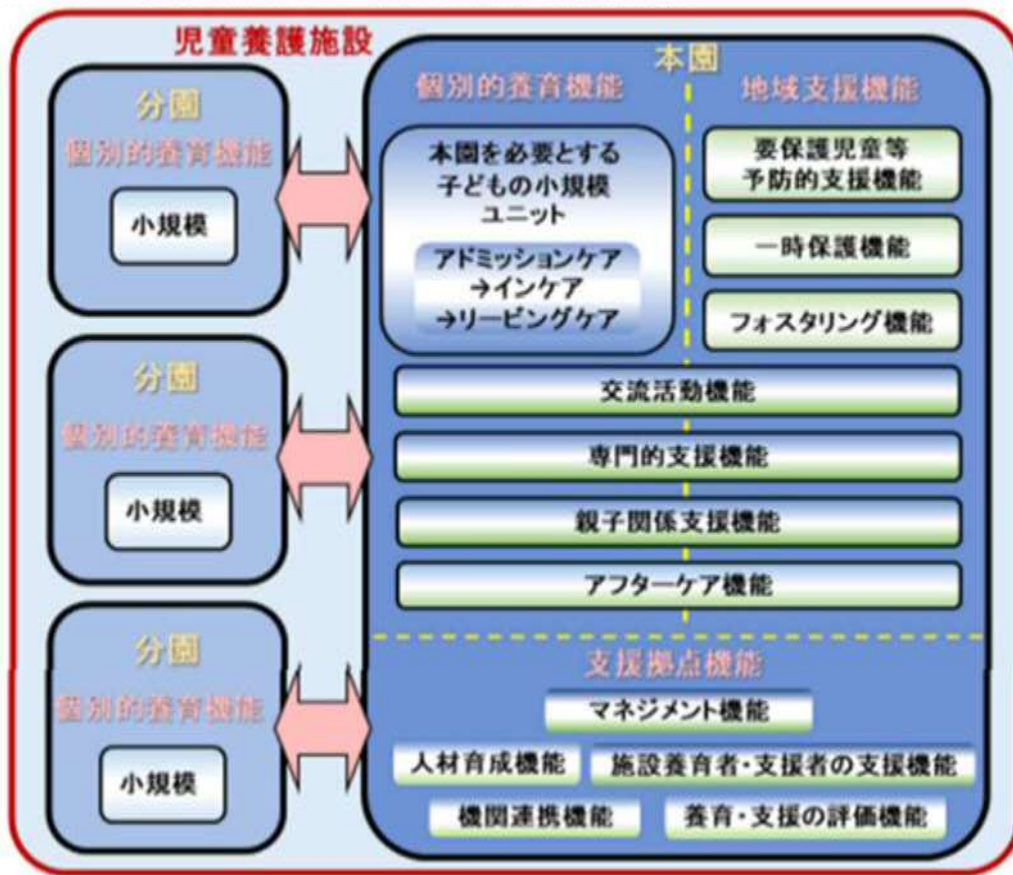 児童養護施設
分園
個別的養育機能
小規模
分園
個別的養育機能
小規模
分園
個別的養育機能
小規模
本園
個別的養育機能
本園を必要とする
子どもの小規模
ユニット
アドミッションケア
→インケア
→リービングケア
地域支援機能
要保護児童等
予防的支援機能
一時保護機能
フォスタリング機能
交流活動機能
専門的支援機能
親子関係支援機能
アフターケア機能
支援拠点機能
マネジメント機能
人材育成機能
施設養育者・支援者の支援機能
機関連携機能
養育・支援の評価機能